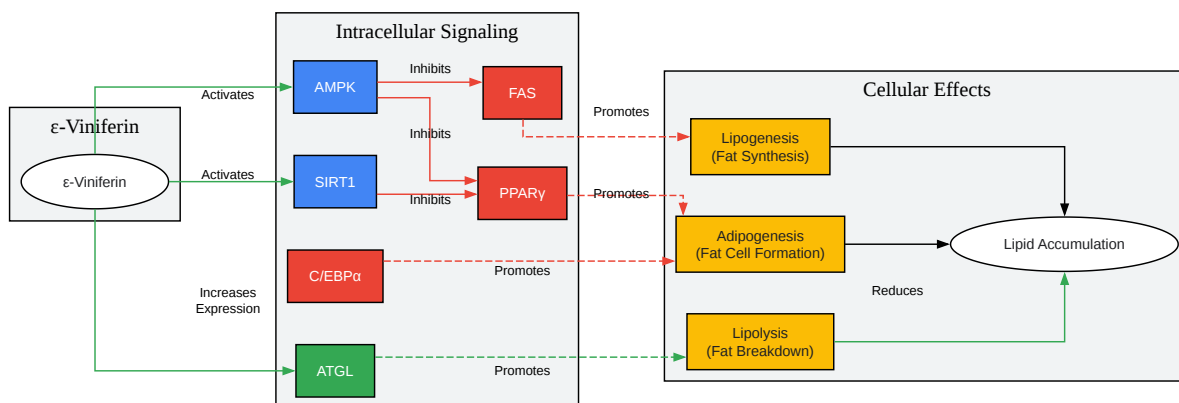 Intracellular Signaling
ε-Viniferin
ε-Viniferin
Activates
Activates
Increases
Expression
AMPK
SIRT1
C/EBPα
ATGL
Inhibits
Inhibits
Inhibits
FAS
PPARγ
Promotes
Promotes
Promotes
Promotes
Cellular Effects
Lipogenesis
(Fat Synthesis)
Adipogenesis
(Fat Cell Formation)
Lipolysis
(Fat Breakdown)
Reduces
Lipid Accumulation